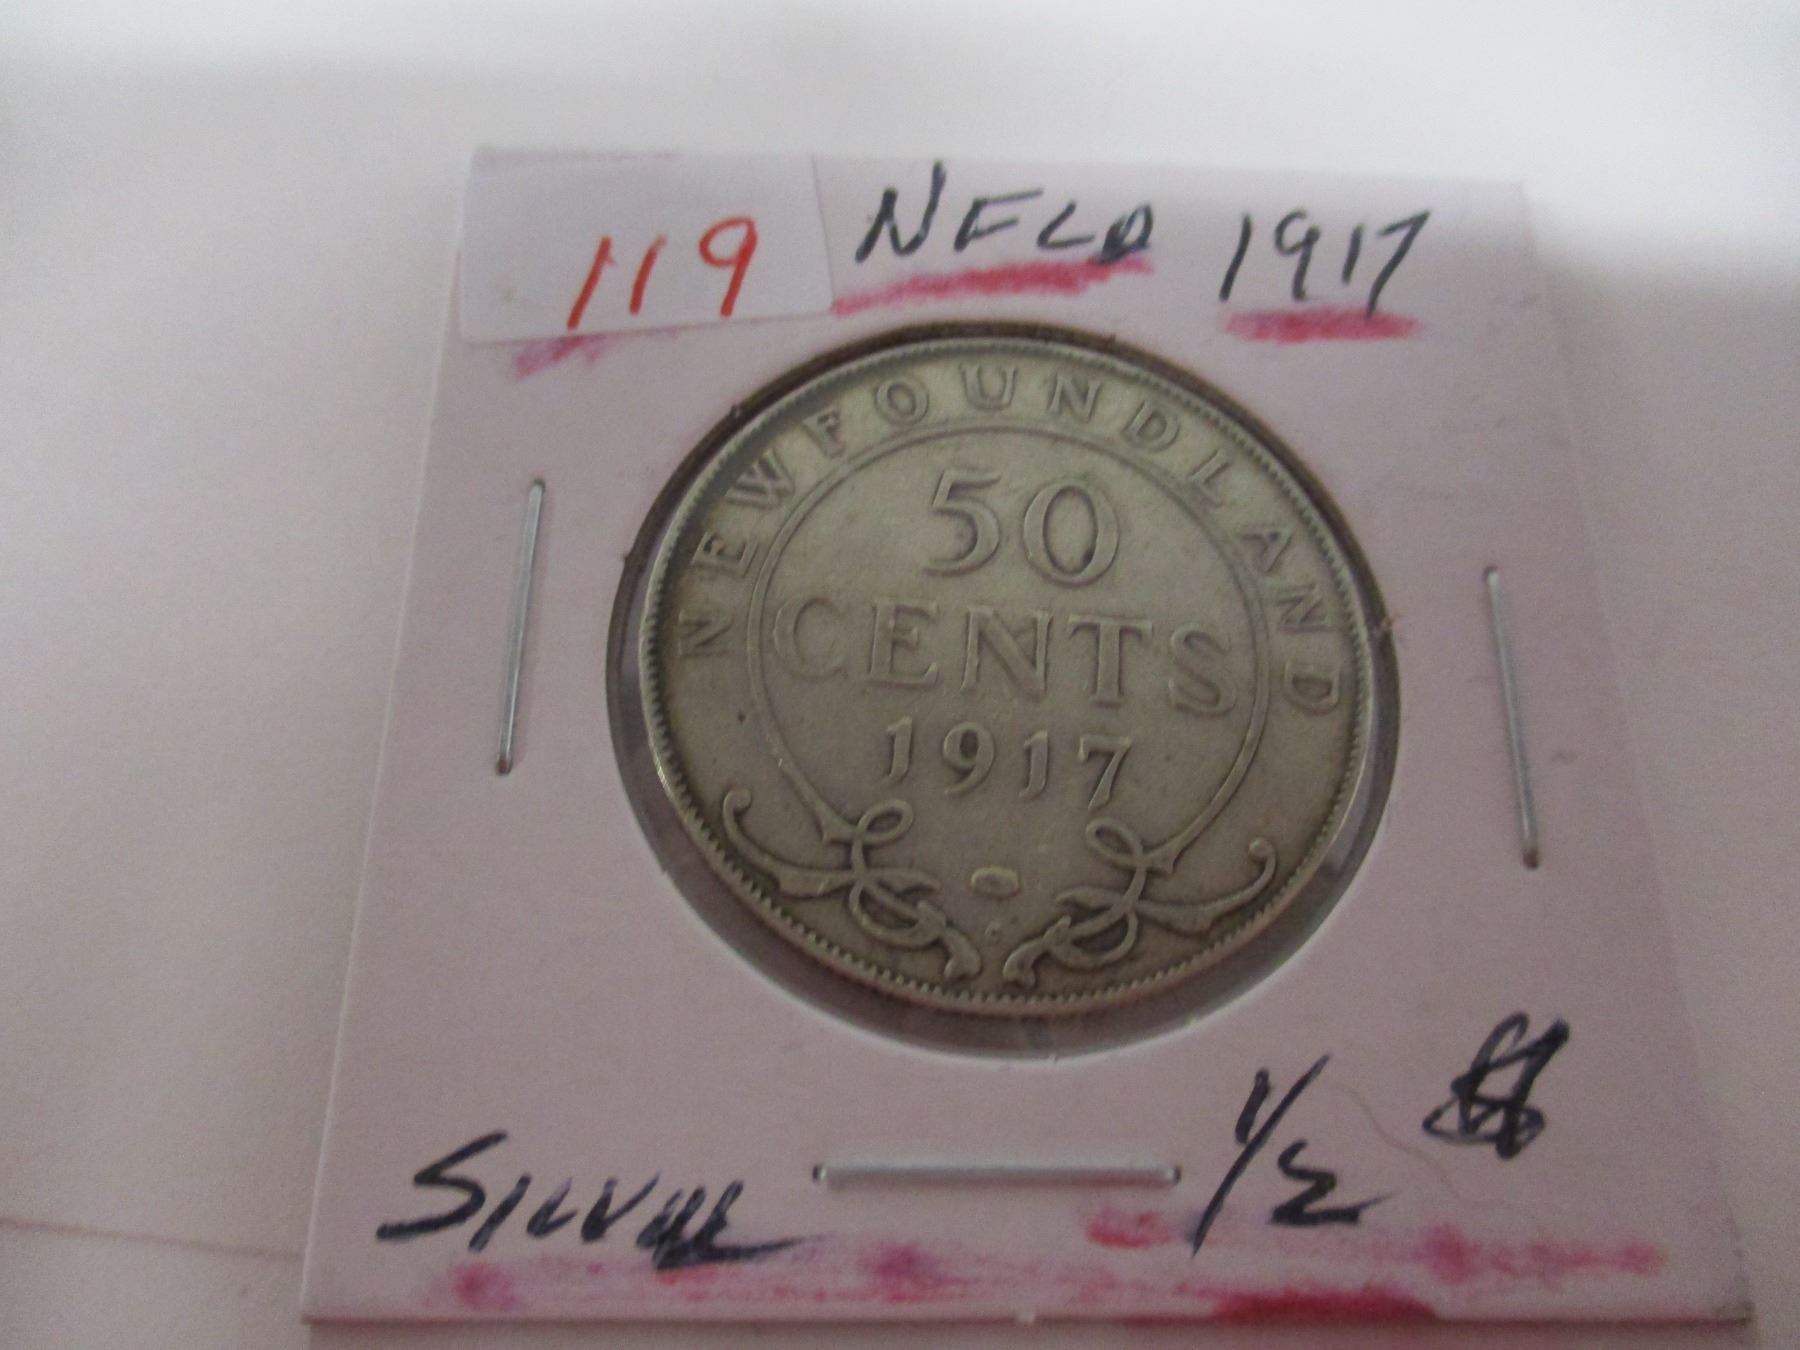 119 NFLD 1917
NEWFOUNDLAND
50
CENTS
1917
C
SILVER 1/2 $